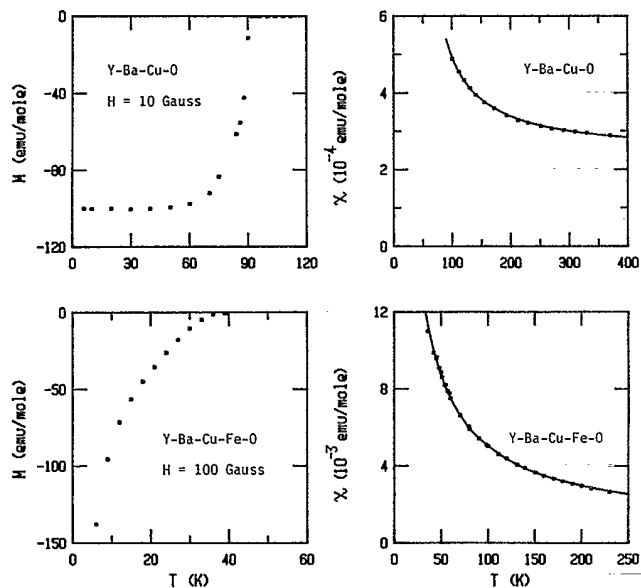 0
-40
-80
-120
M (emu/mole)
Y-Ba-Cu-O
H = 10 Gauss
0 30 60 90 120
6
4
2
0
χ (10⁻⁴ emu/mole)
Y-Ba-Cu-O
0 100 200 300 400
0
-50
-100
-150
M (emu/mole)
Y-Ba-Cu-Fe-O
H = 100 Gauss
0 20 40 60
T (K)
12
8
4
0
χ (10⁻³ emu/mole)
Y-Ba-Cu-Fe-O
0 50 100 150 200 250
T (K)